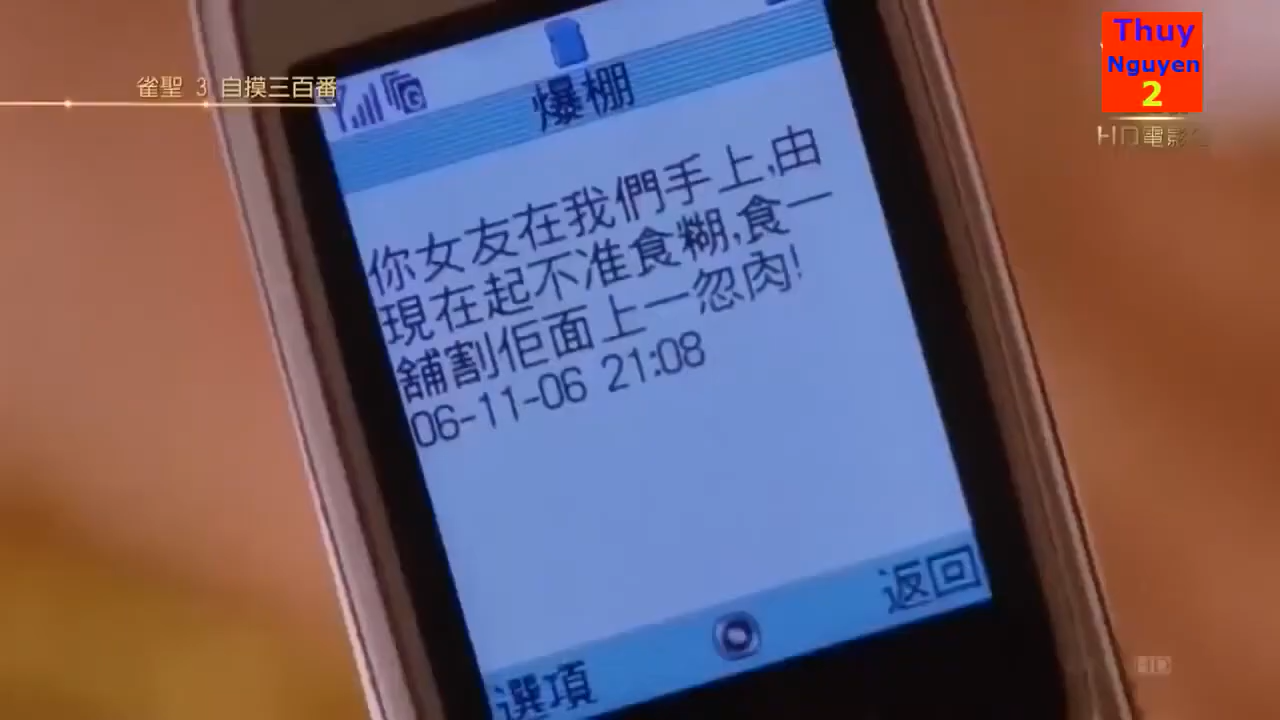 雀聖 3 自摸三百番
Thuy
Nguyen
2
HD電影
爆棚
你女友在我們手上,由
現在起不准食糊,食一
舖割佢面上一忽肉!
06-11-06 21:08
選項
返回
HD